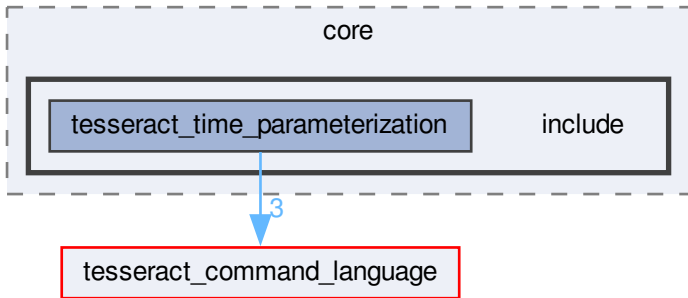 core
tesseract_time_parameterization
include
3
tesseract_command_language